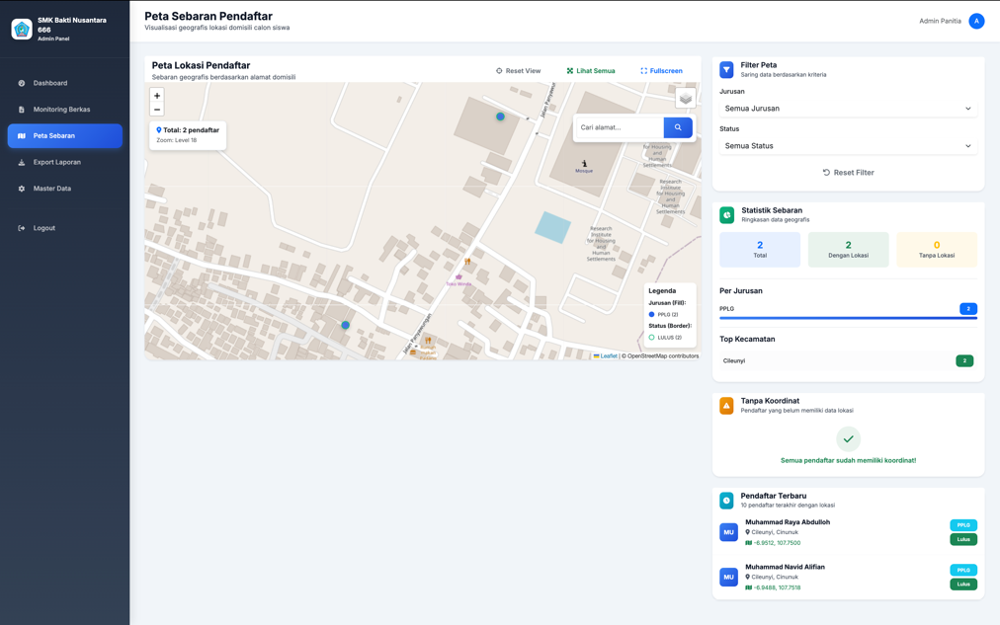 SMK Bakti Nusantara
666
Admin Panel
Dashboard
Monitoring Berkas
Peta Sebaran
Export Laporan
Master Data
Logout
Peta Sebaran Pendaftar
Visualisasi geografis lokasi domisili calon siswa
Admin Panitia
A
Peta Lokasi Pendaftar
Sebaran geografis berdasarkan alamat domisili
Reset View
Lihat Semua
Fullscreen
+
−
Total: 2 pendaftar
Zoom: Level 18
Cari alamat...
Jalan Panyawungan
for Housing
and
Human
Settlements
Mosque
Research
Institute
for Housing
and
Human
Settlements
Research
Institute
for Housing
and
Human
Settlements
Jalan Panyawungan
Legenda
Jurusan (Fill):
PPLG (2)
Status (Border):
LULUS (2)
Leaflet | © OpenStreetMap contributors
Filter Peta
Saring data berdasarkan kriteria
Jurusan
Semua Jurusan
Status
Semua Status
Reset Filter
Statistik Sebaran
Ringkasan data geografis
2
Total
2
Dengan Lokasi
0
Tanpa Lokasi
Per Jurusan
PPLG
2
Top Kecamatan
Cileunyi
2
Tanpa Koordinat
Pendaftar yang belum memiliki data lokasi
Semua pendaftar sudah memiliki koordinat!
Pendaftar Terbaru
10 pendaftar terakhir dengan lokasi
MU
Muhammad Raya Abdulloh
Cileunyi, Cinunuk
-6.9512, 107.7500
PPLG
Lulus
MU
Muhammad Navid Alifian
Cileunyi, Cinunuk
-6.9488, 107.7518
PPLG
Lulus